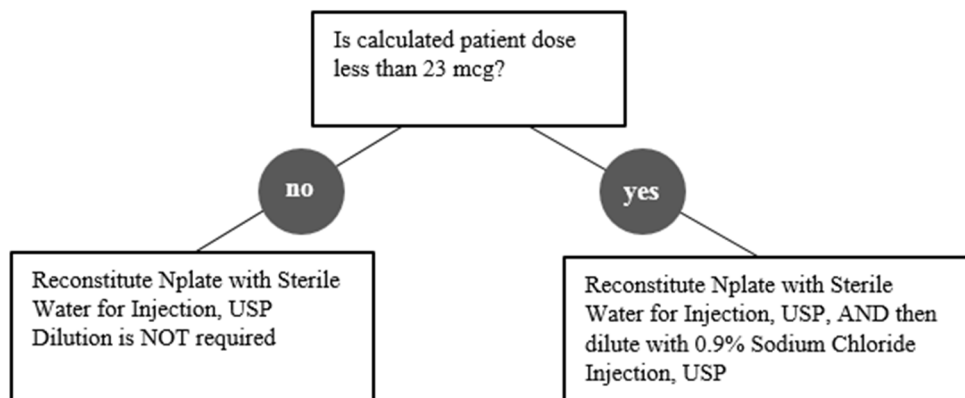 Is calculated patient dose
less than 23 mcg?
no
yes
Reconstitute Nplate with Sterile
Water for Injection, USP
Dilution is NOT required
Reconstitute Nplate with Sterile
Water for Injection, USP, AND then
dilute with 0.9% Sodium Chloride
Injection, USP